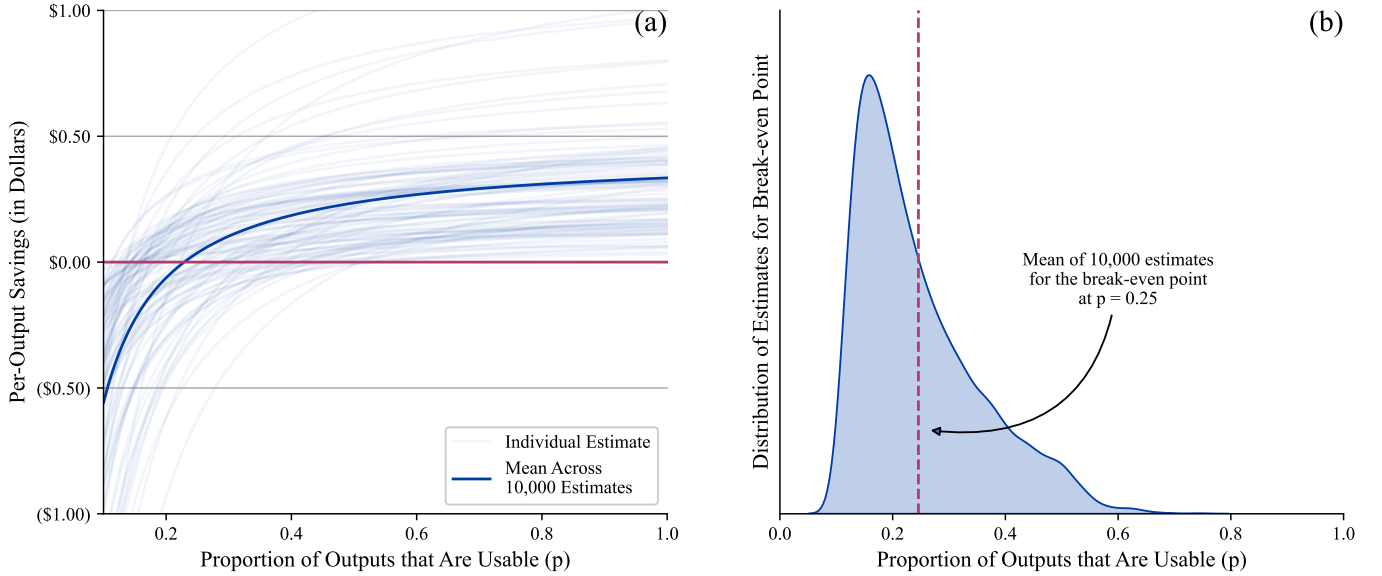 (a)
$1.00
$0.50
$0.00
($0.50)
($1.00)
Per-Output Savings (in Dollars)
Individual Estimate
Mean Across
10,000 Estimates
0.2
0.4
0.6
0.8
1.0
Proportion of Outputs that Are Usable (p)
(b)
Distribution of Estimates for Break-even Point
Mean of 10,000 estimates
for the break-even point
at p = 0.25
0.0
0.2
0.4
0.6
0.8
1.0
Proportion of Outputs that Are Usable (p)